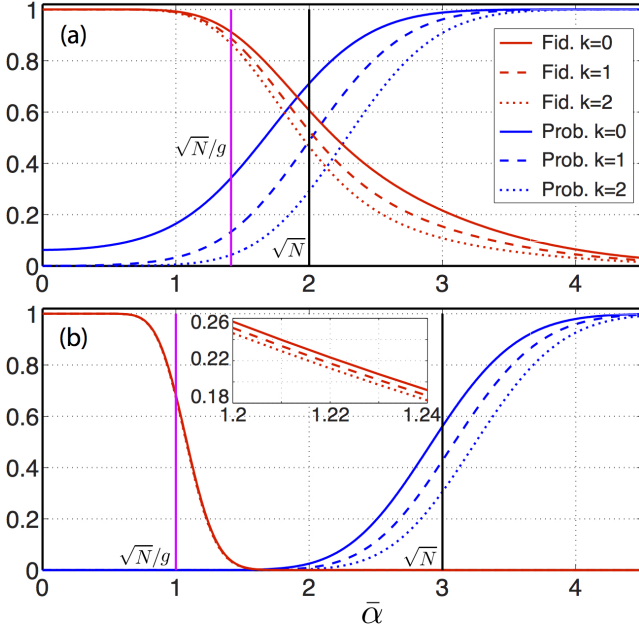 1
0.8
0.6
0.4
0.2
0
(a)
Fid. k=0
Fid. k=1
Fid. k=2
Prob. k=0
Prob. k=1
Prob. k=2
√N/g
√N
0 1 2 3 4
1
0.8
0.6
0.4
0.2
0
(b)
0.26
0.22
0.18
1.2 1.22 1.24
√N/g
√N
0 1 2 3 4
ᾱ